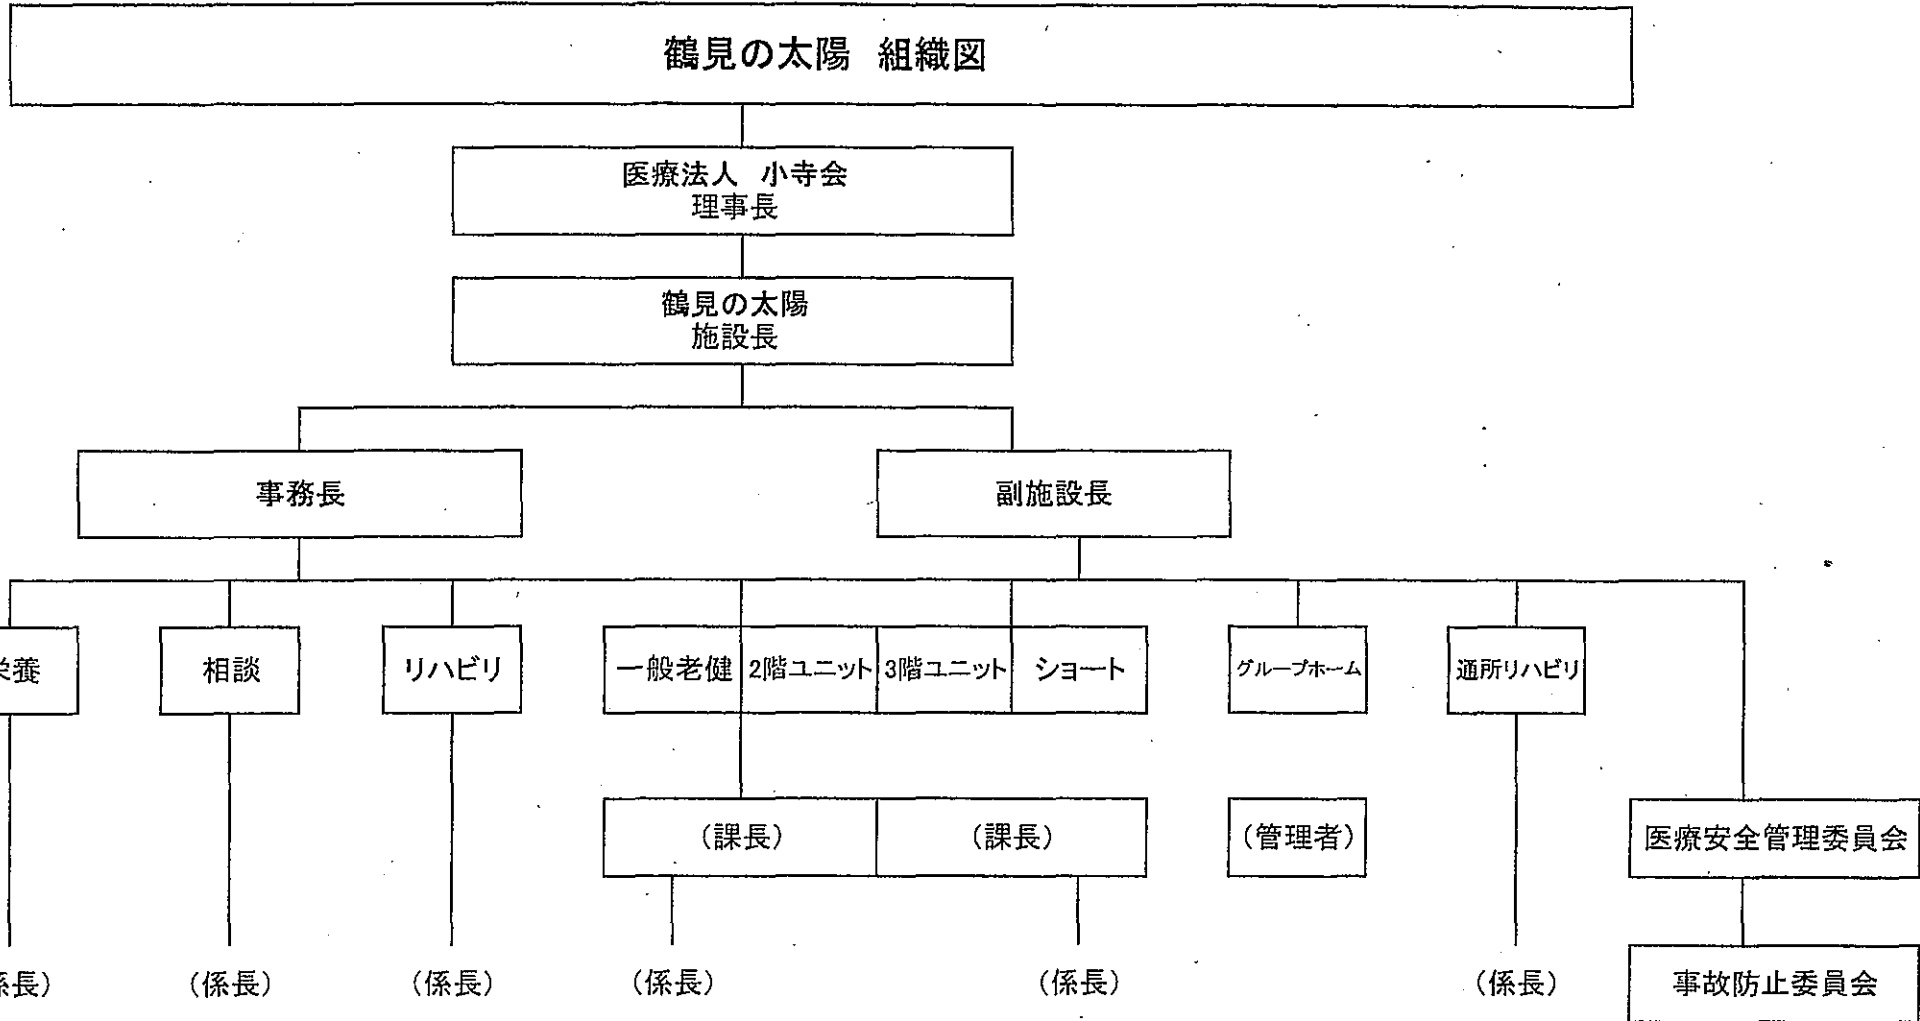 鶴見の太陽 組織図
医療法人 小寺会
理事長
鶴見の太陽
施設長
事務長
副施設長
栄養
相談
リハビリ
一般老健
2階ユニット
3階ユニット
ショート
グループホーム
通所リハビリ
(課長)
(課長)
(管理者)
医療安全管理委員会
係長)
(係長)
(係長)
(係長)
(係長)
(係長)
事故防止委員会